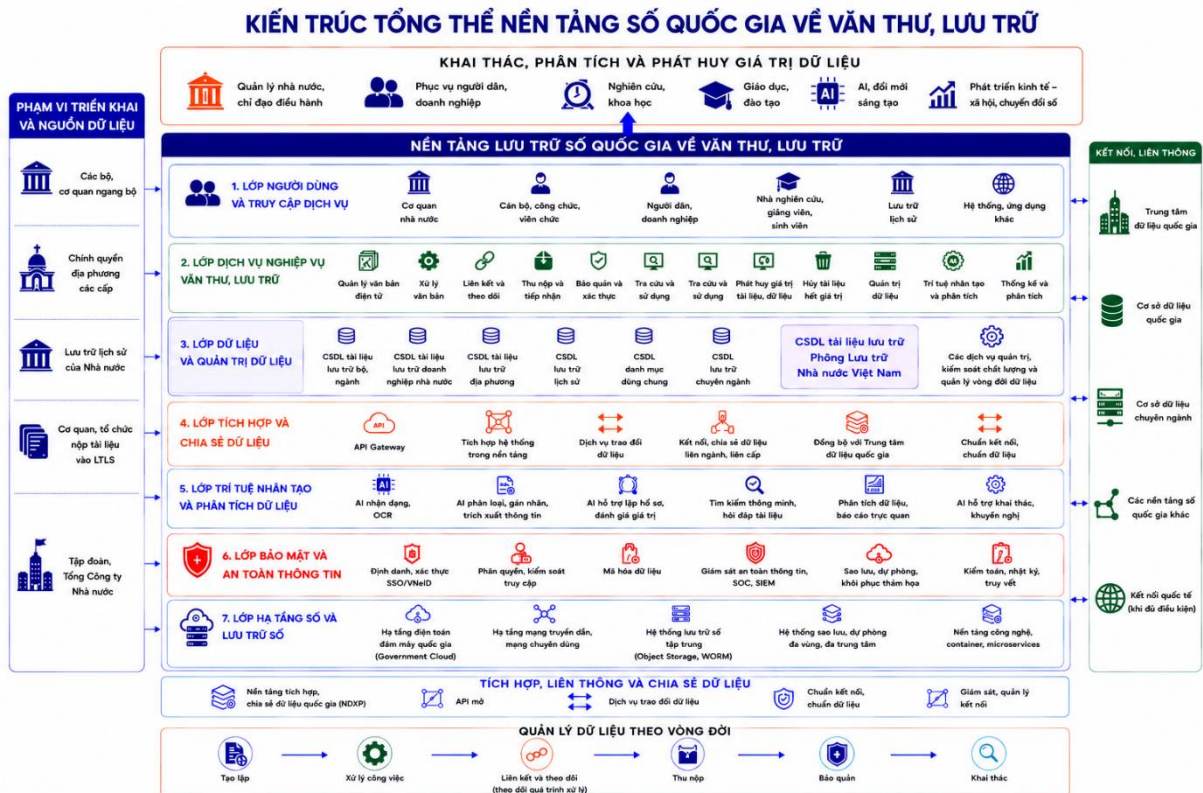 KIẾN TRÚC TỔNG THỂ NỀN TẢNG SỐ QUỐC GIA VỀ VĂN THƯ, LƯU TRỮ
KHAI THÁC, PHÂN TÍCH VÀ PHÁT HUY GIÁ TRỊ DỮ LIỆU
Quản lý nhà nước,
chỉ đạo điều hành
Phục vụ người dân,
doanh nghiệp
Nghiên cứu,
khoa học
Giáo dục,
đào tạo
AI
AI, đổi mới
sáng tạo
Phát triển kinh tế –
xã hội, chuyển đổi số
PHẠM VI TRIỂN KHAI
VÀ NGUỒN DỮ LIỆU
Các bộ,
cơ quan ngang bộ
Chính quyền
địa phương
các cấp
Lưu trữ lịch sử
của Nhà nước
Cơ quan, tổ chức
nộp tài liệu
vào LTLS
Tập đoàn,
Tổng Công ty
Nhà nước
NỀN TẢNG LƯU TRỮ SỐ QUỐC GIA VỀ VĂN THƯ, LƯU TRỮ
1. LỚP NGƯỜI DÙNG
VÀ TRUY CẬP DỊCH VỤ
Cơ quan
nhà nước
Cán bộ, công chức,
viên chức
Người dân,
doanh nghiệp
Nhà nghiên cứu,
giảng viên,
sinh viên
Lưu trữ
lịch sử
Hệ thống, ứng dụng
khác
2. LỚP DỊCH VỤ NGHIỆP VỤ
VĂN THƯ, LƯU TRỮ
Quản lý văn bản
điện tử
Xử lý
văn bản
Liên kết và
theo dõi
Thu nộp và
tiếp nhận
Bảo quản và
xác thực
Tra cứu và
sử dụng
Tra cứu và
sử dụng
Phát huy giá trị
tài liệu, dữ liệu
Hủy tài liệu
hết giá trị
Quản trị
dữ liệu
AI
Trí tuệ nhân tạo
và phân tích
Thống kê và
phân tích
3. LỚP DỮ LIỆU
VÀ QUẢN TRỊ DỮ LIỆU
CSDL tài liệu
lưu trữ bộ,
ngành
CSDL tài liệu
lưu trữ doanh
nghiệp nhà nước
CSDL tài liệu
lưu trữ
địa phương
CSDL
lưu trữ
lịch sử
CSDL
danh mục
dùng chung
CSDL
lưu trữ
chuyên ngành
CSDL tài liệu lưu trữ
Phông Lưu trữ
Nhà nước Việt Nam
Các dịch vụ quản trị,
kiểm soát chất lượng và
quản lý vòng đời dữ liệu
4. LỚP TÍCH HỢP VÀ
CHIA SẺ DỮ LIỆU
API
API Gateway
Tích hợp hệ thống
trong nền tảng
Dịch vụ trao đổi
dữ liệu
Kết nối, chia sẻ dữ liệu
liên ngành, liên cấp
Đồng bộ với Trung tâm
dữ liệu quốc gia
Chuẩn kết nối,
chuẩn dữ liệu
5. LỚP TRÍ TUỆ NHÂN TẠO
VÀ PHÂN TÍCH DỮ LIỆU
AI
AI nhận dạng,
OCR
AI phân loại, gán nhãn,
trích xuất thông tin
AI hỗ trợ lập hồ sơ,
đánh giá giá trị
Tìm kiếm thông minh,
hỏi đáp tài liệu
Phân tích dữ liệu,
báo cáo trực quan
AI hỗ trợ khai thác,
khuyến nghị
6. LỚP BẢO MẬT VÀ
AN TOÀN THÔNG TIN
Định danh, xác thực
SSO/VNeID
Phân quyền, kiểm soát
truy cập
Mã hóa dữ liệu
Giám sát an toàn thông tin,
SOC, SIEM
Sao lưu, dự phòng,
khôi phục thảm họa
Kiểm toán, nhật ký,
truy vết
7. LỚP HẠ TẦNG SỐ VÀ
LƯU TRỮ SỐ
Hạ tầng điện toán
đám mây quốc gia
(Government Cloud)
Hạ tầng mạng truyền dẫn,
mạng chuyên dùng
Hệ thống lưu trữ số
tập trung
(Object Storage, WORM)
Hệ thống sao lưu, dự phòng
đa vùng, đa trung tâm
Nền tảng công nghệ,
container, microservices
KẾT NỐI, LIÊN THÔNG
Trung tâm
dữ liệu quốc gia
Cơ sở dữ liệu
quốc gia
Cơ sở dữ liệu
chuyên ngành
Các nền tảng số
quốc gia khác
Kết nối quốc tế
(khi đủ điều kiện)
TÍCH HỢP, LIÊN THÔNG VÀ CHIA SẺ DỮ LIỆU
Nền tảng tích hợp,
chia sẻ dữ liệu quốc gia (NDXP)
API mở
Dịch vụ trao đổi dữ liệu
Chuẩn kết nối,
chuẩn dữ liệu
Giám sát, quản lý
kết nối
QUẢN LÝ DỮ LIỆU THEO VÒNG ĐỜI
Tạo lập
Xử lý công việc
Liên kết và theo dõi
(theo dõi quá trình xử lý)
Thu nộp
Bảo quản
Khai thác